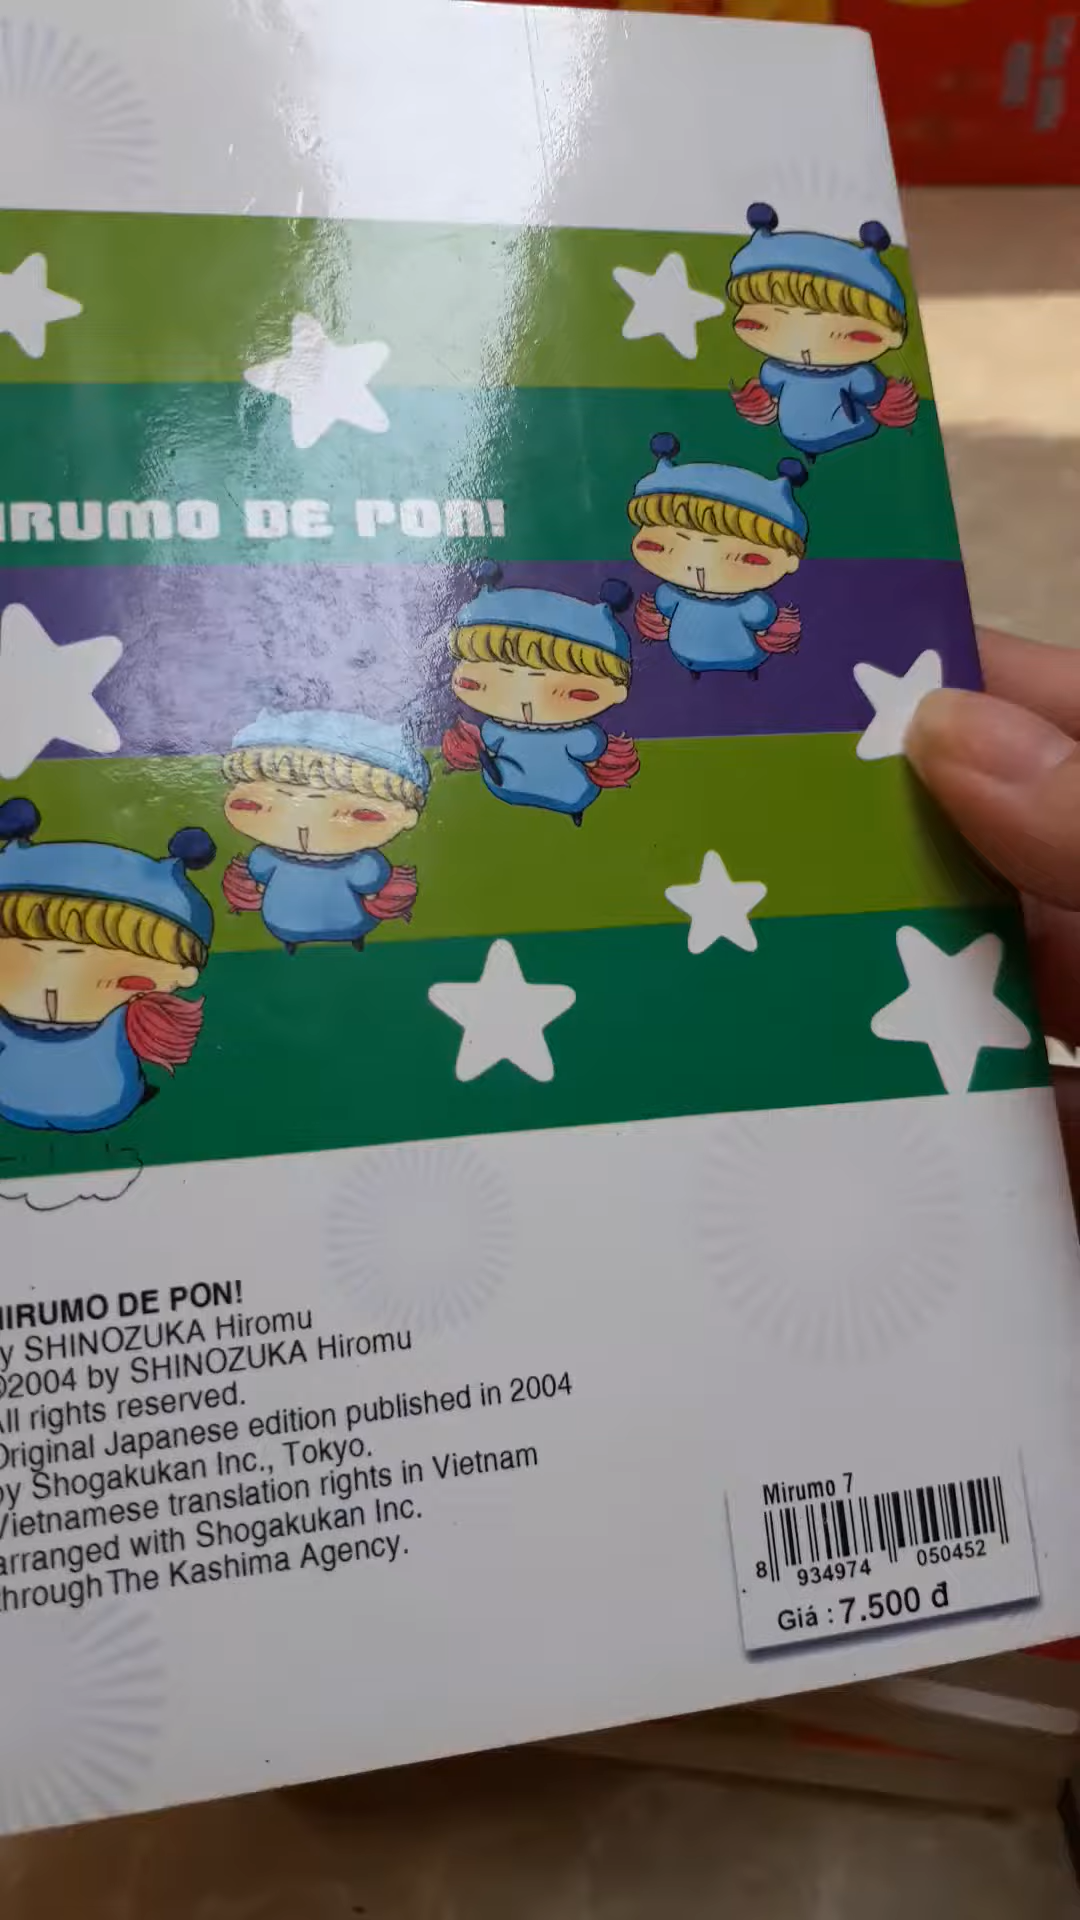 IRUMO DE PON!
IRUMO DE PON!
y SHINOZUKA Hiromu
©2004 by SHINOZUKA Hiromu
All rights reserved.
Original Japanese edition published in 2004
by Shogakukan Inc., Tokyo.
Vietnamese translation rights in Vietnam
arranged with Shogakukan Inc.
through The Kashima Agency.
Mirumo 7
8 934974 050452
Giá : 7.500 đ